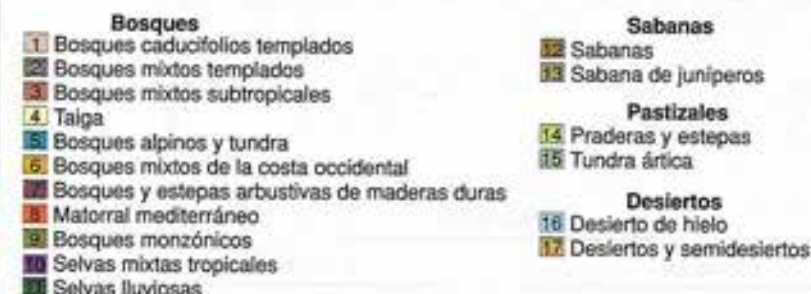 Bosques
1 Bosques caducifolios templados
2 Bosques mixtos templados
3 Bosques mixtos subtropicales
4 Taiga
5 Bosques alpinos y tundra
6 Bosques mixtos de la costa occidental
7 Bosques y estepas arbustivas de maderas duras
8 Matorral mediterráneo
9 Bosques monzónicos
10 Selvas mixtas tropicales
11 Selvas lluviosas
Sabanas
12 Sabanas
13 Sabana de juníperos
Pastizales
14 Praderas y estepas
15 Tundra ártica
Desiertos
16 Desierto de hielo
17 Desiertos y semidesiertos